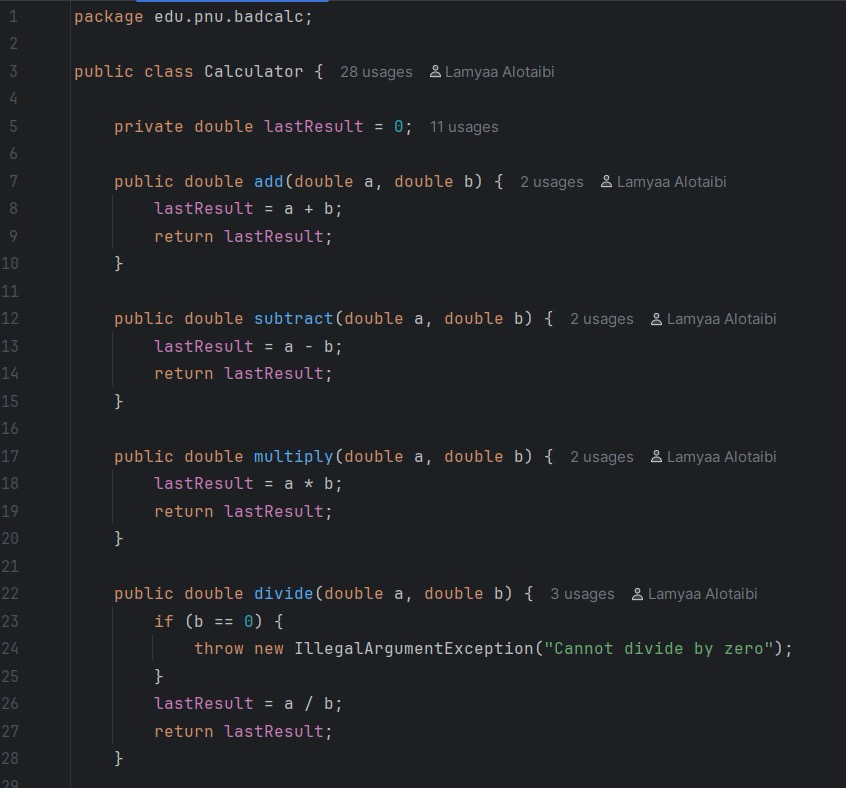 1 package edu.pnu.badcalc;
2
3 public class Calculator { 28 usages Lamyaa Alotaibi
4
5 private double lastResult = 0; 11 usages
6
7 public double add(double a, double b) { 2 usages Lamyaa Alotaibi
8 lastResult = a + b;
9 return lastResult;
10 }
11
12 public double subtract(double a, double b) { 2 usages Lamyaa Alotaibi
13 lastResult = a - b;
14 return lastResult;
15 }
16
17 public double multiply(double a, double b) { 2 usages Lamyaa Alotaibi
18 lastResult = a * b;
19 return lastResult;
20 }
21
22 public double divide(double a, double b) { 3 usages Lamyaa Alotaibi
23 if (b == 0) {
24 throw new IllegalArgumentException("Cannot divide by zero");
25 }
26 lastResult = a / b;
27 return lastResult;
28 }
29